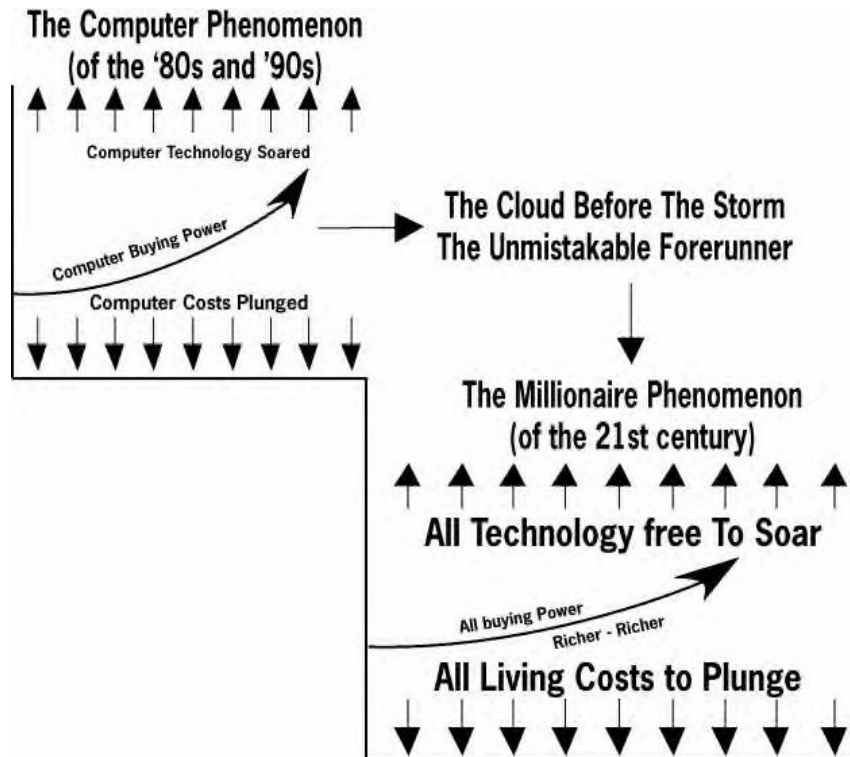 The Computer Phenomenon
(of the ‘80s and ’90s)
Computer Technology Soared
Computer Buying Power
Computer Costs Plunged
The Cloud Before The Storm
The Unmistakable Forerunner
The Millionaire Phenomenon
(of the 21st century)
All Technology free To Soar
All buying Power
Richer - Richer
All Living Costs to Plunge